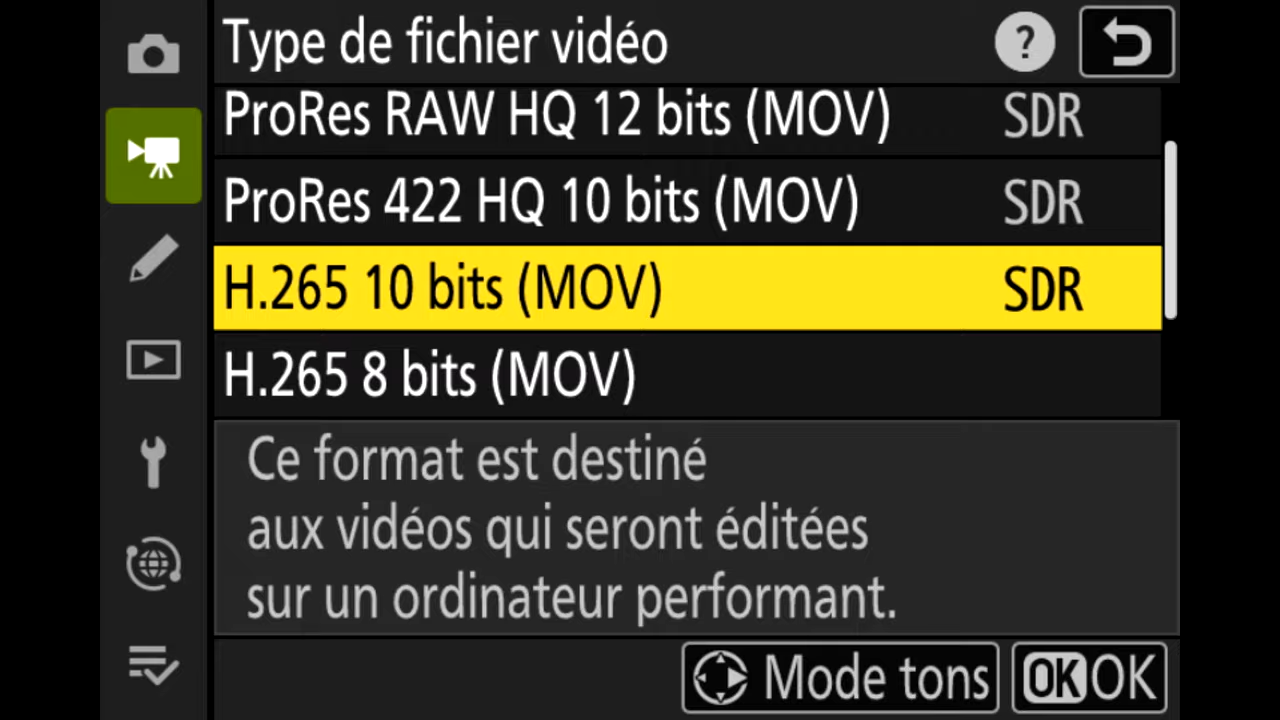 Type de fichier vidéo ?
ProRes RAW HQ 12 bits (MOV) SDR
ProRes 422 HQ 10 bits (MOV) SDR
H.265 10 bits (MOV) SDR
H.265 8 bits (MOV)
Ce format est destiné
aux vidéos qui seront éditées
sur un ordinateur performant.
Mode tons OK OK